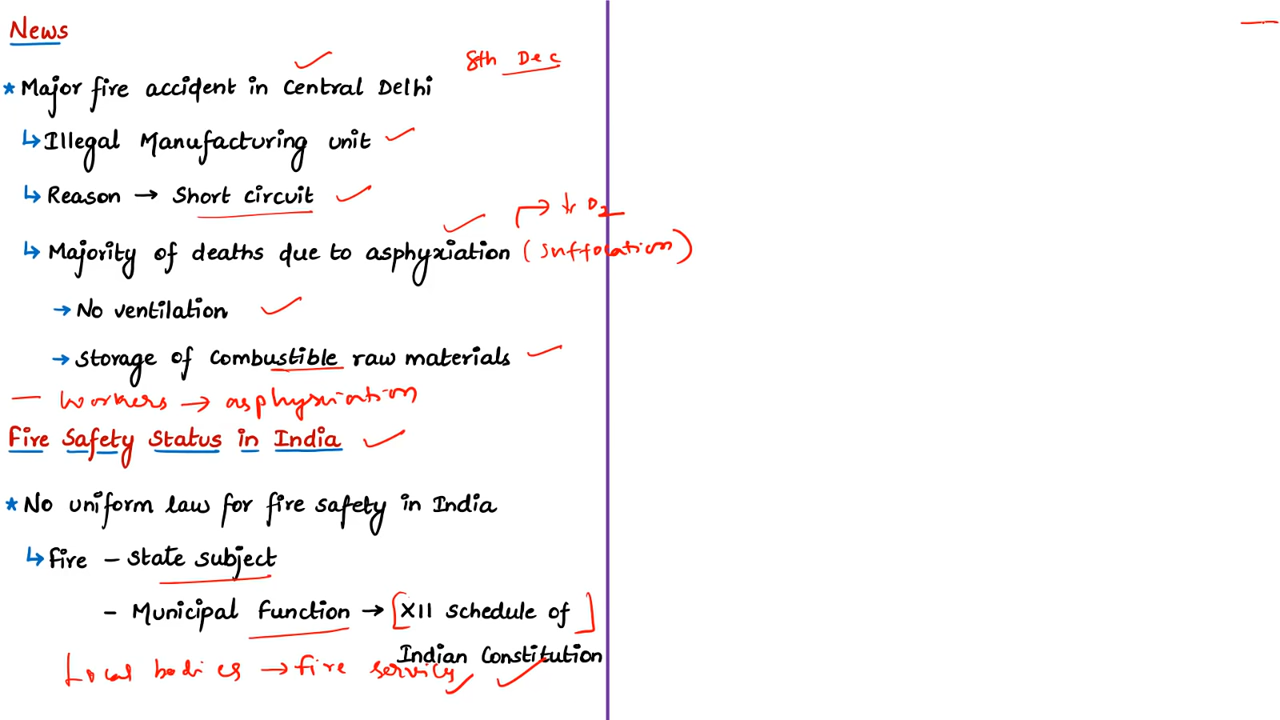 News
8th Dec
* Major fire accident in Central Delhi
↳ Illegal Manufacturing unit
↳ Reason → Short circuit
→ ↓ O2
↳ Majority of deaths due to asphyxiation (suffocation)
→ No ventilation
→ Storage of Combustible raw materials
— workers → asphyxiation
Fire Safety Status in India
* No uniform law for fire safety in India
↳ Fire – State subject
- Municipal Function → [XII schedule of]
Indian Constitution
Local bodies → fire services